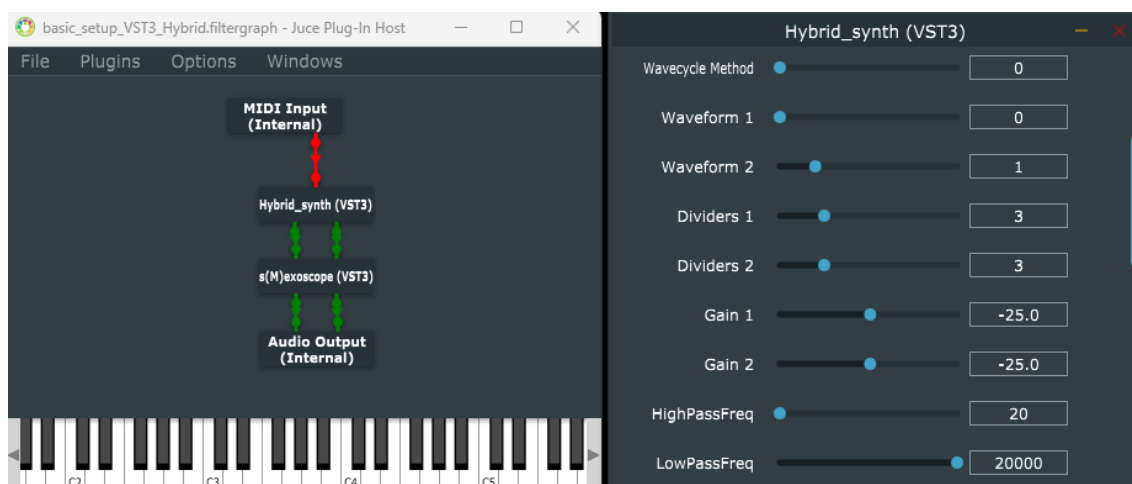 basic_setup_VST3_Hybrid.filtergraph - Juce Plug-In Host
File Plugins Options Windows
MIDI Input
(Internal)
Hybrid_synth (VST3)
s(M)exoscope (VST3)
Audio Output
(Internal)
C2 C3 C4 C5
Hybrid_synth (VST3)
Wavecycle Method 0
Waveform 1 0
Waveform 2 1
Dividers 1 3
Dividers 2 3
Gain 1 -25.0
Gain 2 -25.0
HighPassFreq 20
LowPassFreq 20000